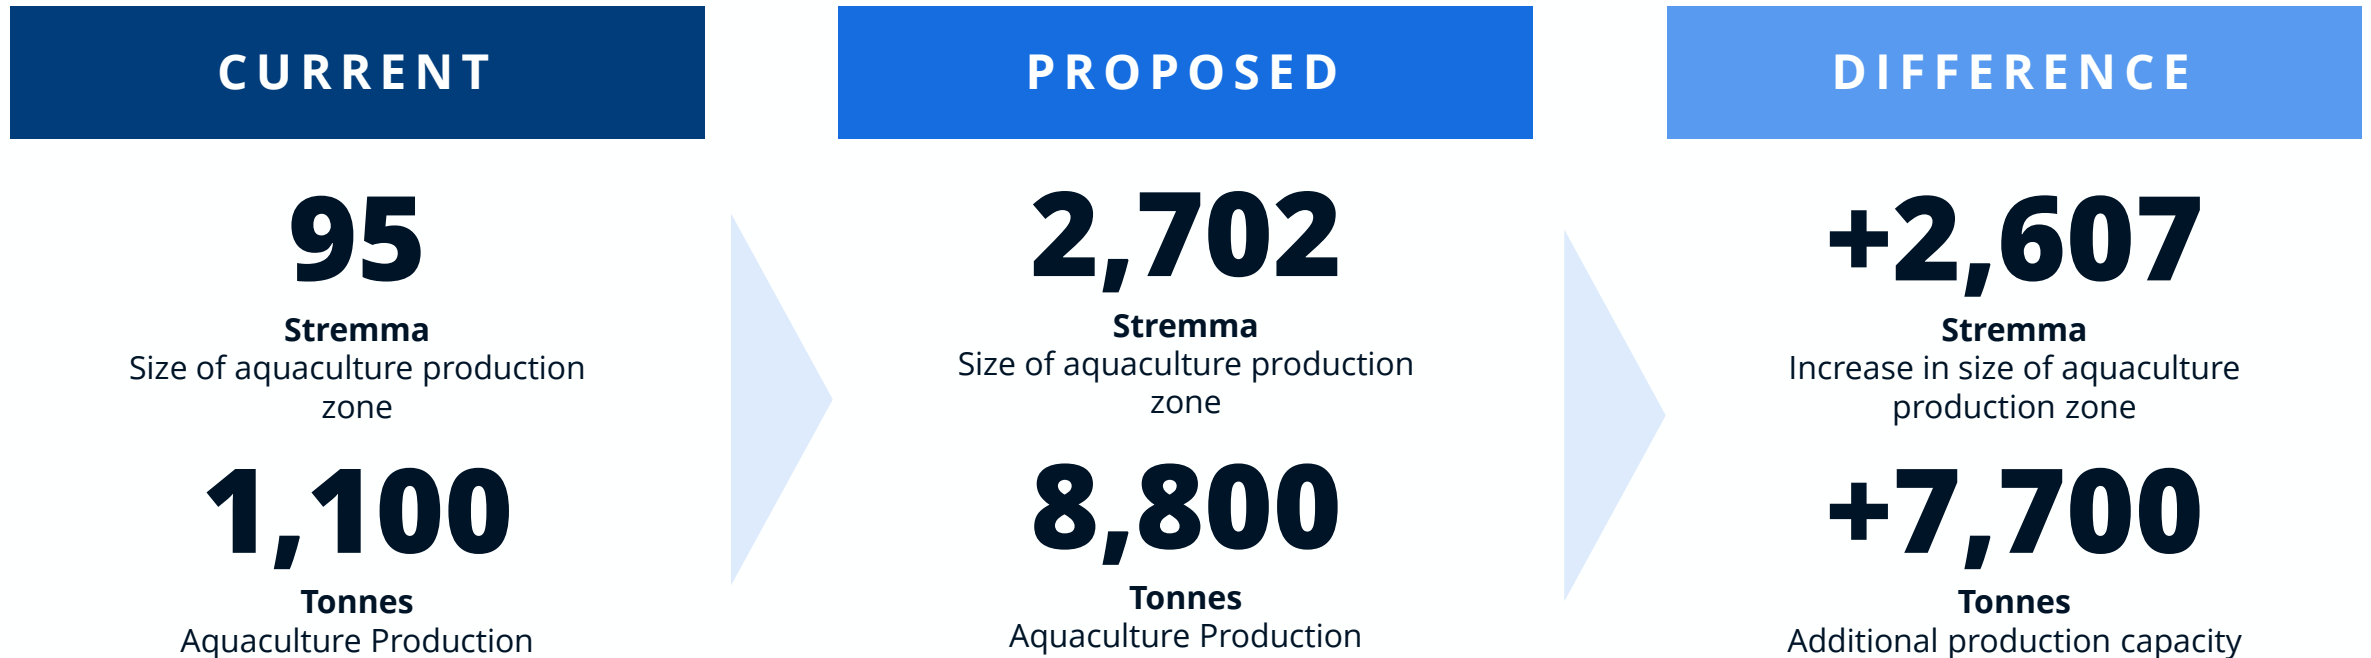 CURRENT
95
Stremma
Size of aquaculture production
zone
1,100
Tonnes
Aquaculture Production
PROPOSED
2,702
Stremma
Size of aquaculture production
zone
8,800
Tonnes
Aquaculture Production
DIFFERENCE
+2,607
Stremma
Increase in size of aquaculture
production zone
+7,700
Tonnes
Additional production capacity